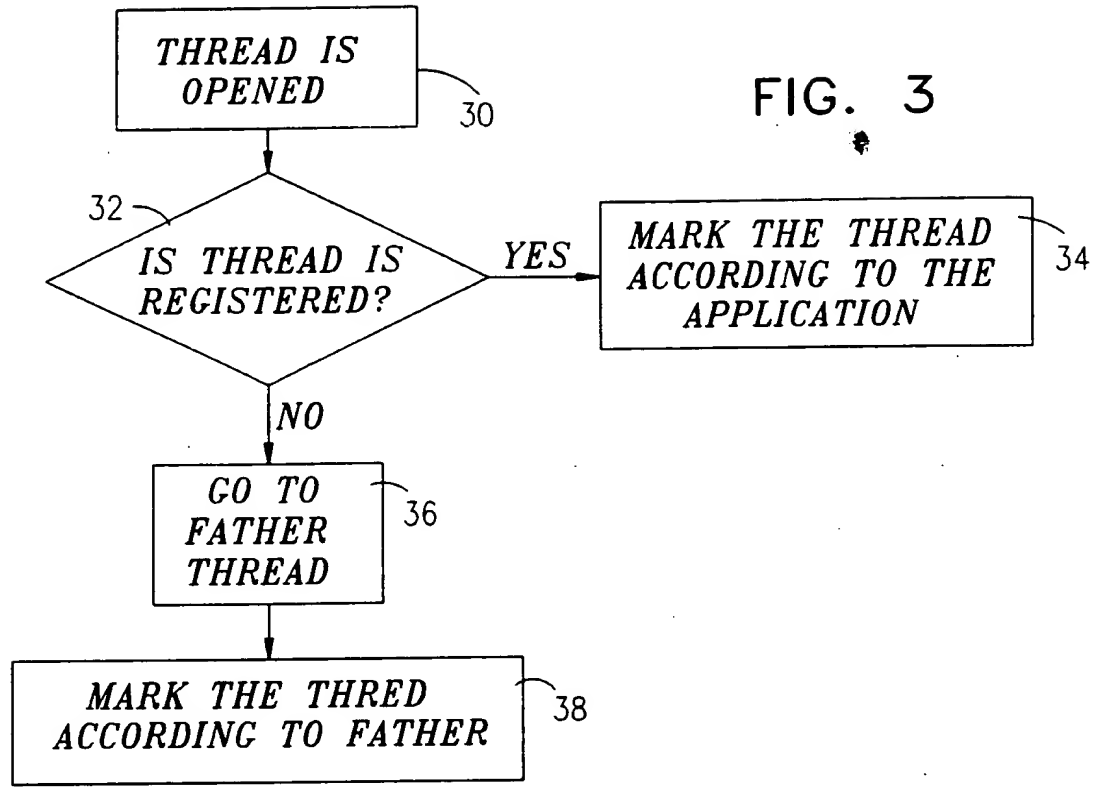 THREAD IS
OPENED
30
FIG. 3
32
IS THREAD IS
REGISTERED?
YES
MARK THE THREAD
ACCORDING TO THE
APPLICATION
34
NO
GO TO
FATHER
THREAD
36
MARK THE THRED
ACCORDING TO FATHER
38